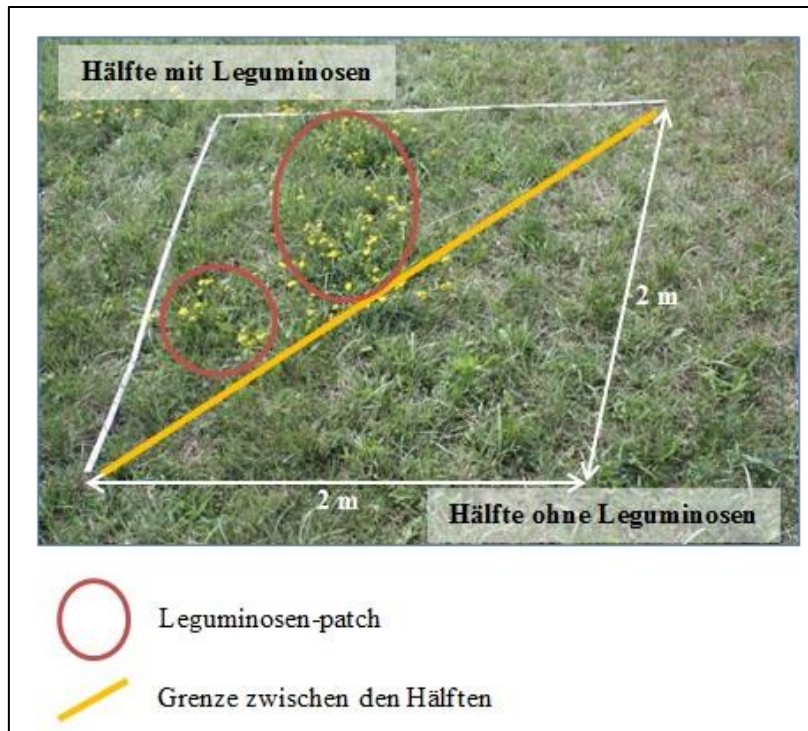 Hälfte mit Leguminosen
2 m
2 m
Hälfte ohne Leguminosen
Leguminosen-patch
Grenze zwischen den Hälften